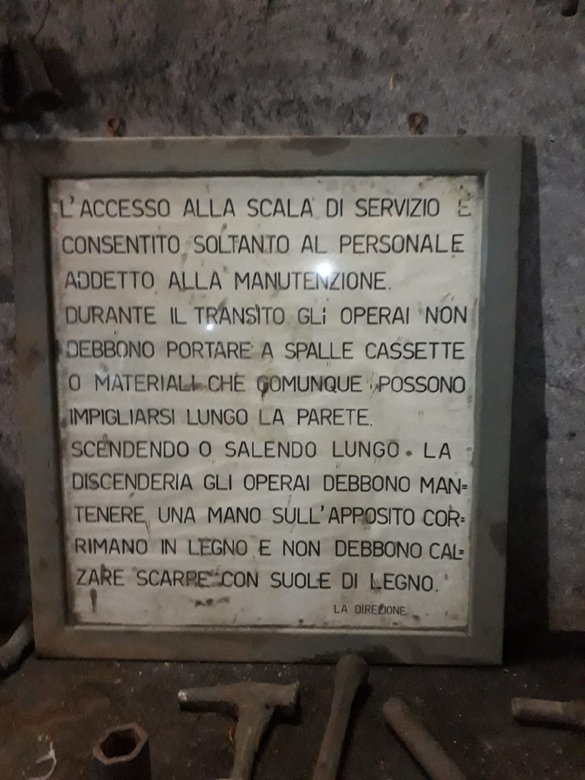 L'ACCESSO ALLA SCALA DI SERVIZIO E
CONSENTITO SOLTANTO AL PERSONALE
ADDETTO ALLA MANUTENZIONE.
DURANTE IL TRANSITO GLi OPERAI NON
DEBBONO PORTARE A SPALLE CASSETTE
O MATERIALI CHE COMUNQUE POSSONO
IMPIGLIARSI LUNGO LA PARETE.
SCENDENDO O SALENDO LUNGO LA
DISCENDERIA GLI OPERAI DEBBONO MAN=
TENERE UNA MANO SULL'APPOSITO COR=
RIMANO IN LEGNO E NON DEBBONO CAL=
ZARE SCARPE CON SUOLE DI LEGNO.
LA DIREZIONE